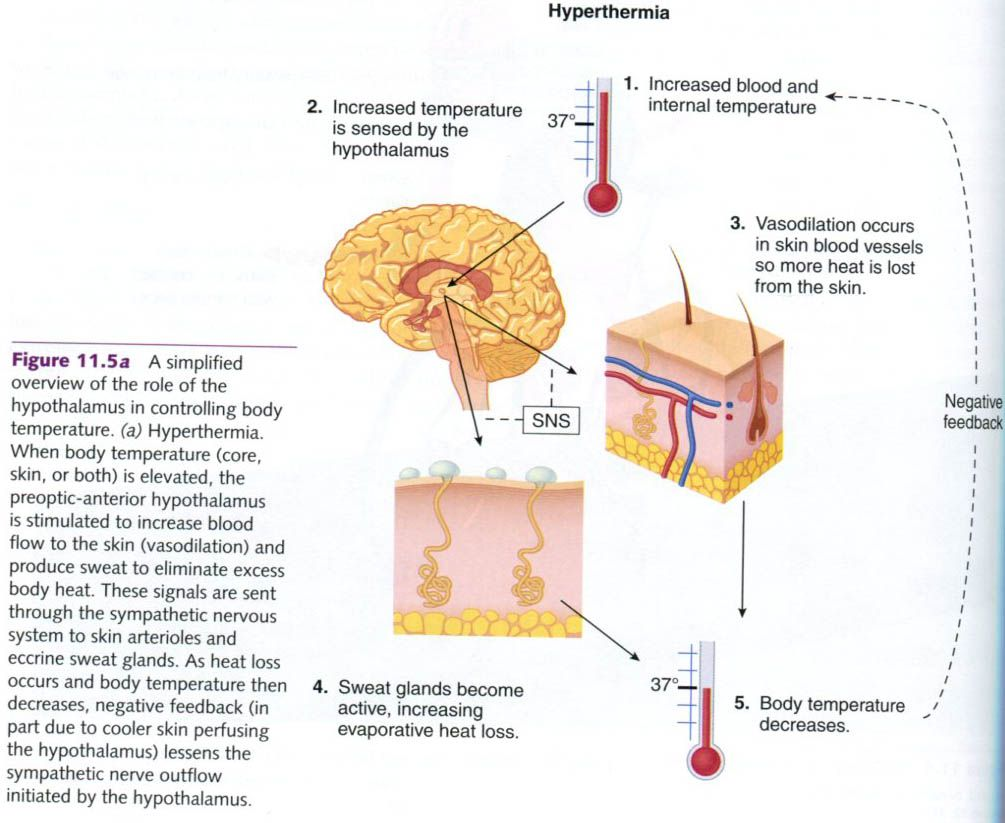 Hyperthermia
1. Increased blood and
internal temperature
2. Increased temperature
is sensed by the
hypothalamus
37°
3. Vasodilation occurs
in skin blood vessels
so more heat is lost
from the skin.
SNS
Negative
feedback
4. Sweat glands become
active, increasing
evaporative heat loss.
37°
5. Body temperature
decreases.
Figure 11.5a A simplified
overview of the role of the
hypothalamus in controlling body
temperature. (a) Hyperthermia.
When body temperature (core,
skin, or both) is elevated, the
preoptic-anterior hypothalamus
is stimulated to increase blood
flow to the skin (vasodilation) and
produce sweat to eliminate excess
body heat. These signals are sent
through the sympathetic nervous
system to skin arterioles and
eccrine sweat glands. As heat loss
occurs and body temperature then
decreases, negative feedback (in
part due to cooler skin perfusing
the hypothalamus) lessens the
sympathetic nerve outflow
initiated by the hypothalamus.